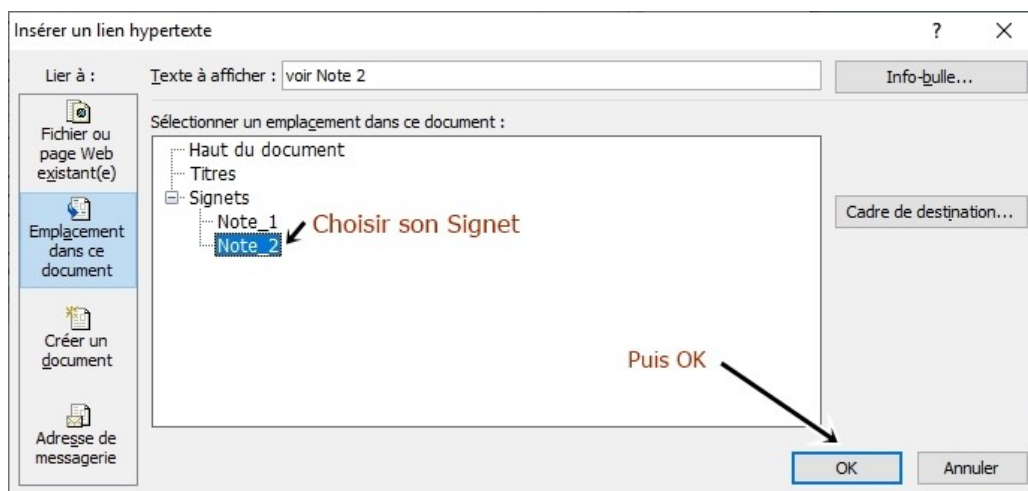 Insérer un lien hypertexte
?
Lier à :
Texte à afficher :
voir Note 2
Info-bulle...
Fichier ou
page Web
existant(e)
Sélectionner un emplacement dans ce document :
Haut du document
Titres
Signets
Note_1
Note_2
Choisir son Signet
Emplacement
dans ce
document
Cadre de destination...
Créer un
document
Puis OK
Adresse de
messagerie
OK
Annuler